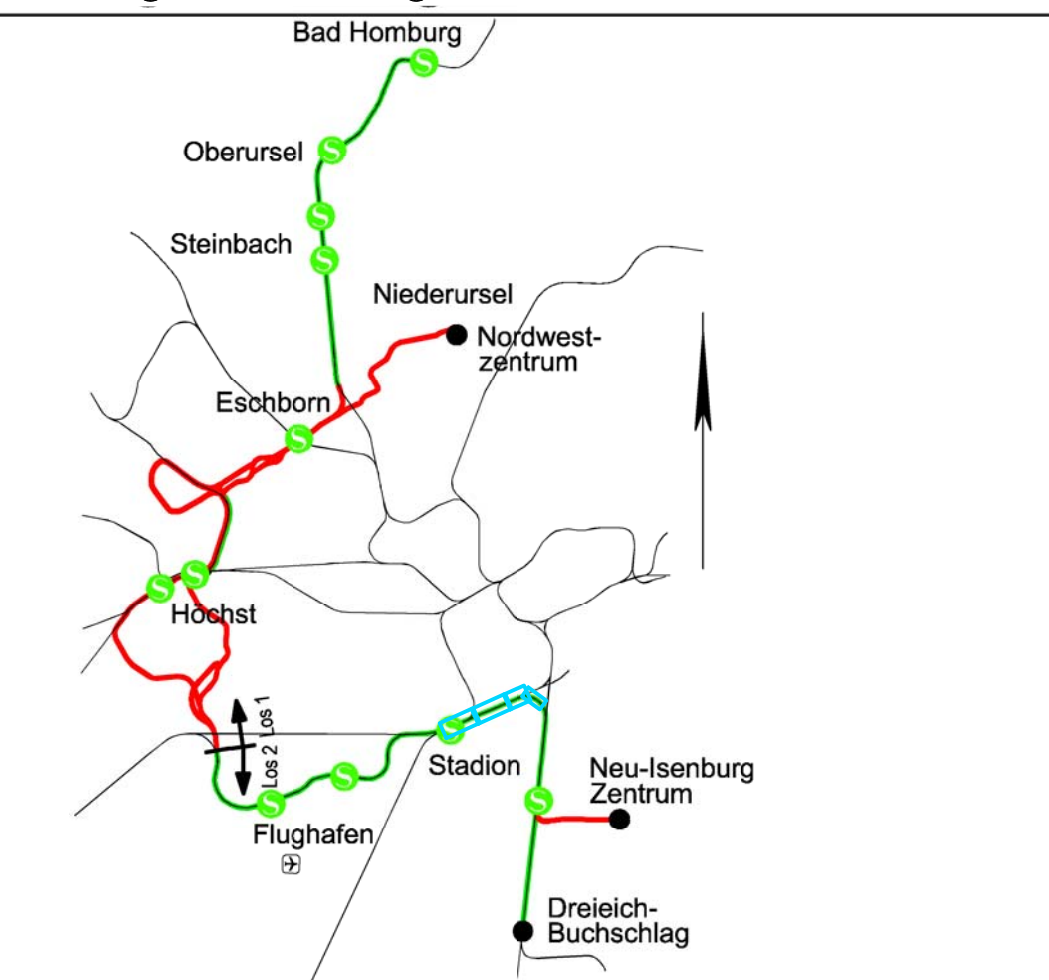 Bad Homburg
S
Oberursel
S
S
Steinbach
S
Niederursel
Nordwest-
zentrum
Eschborn
S
S
S
Höchst
Los 1
Los 2
S
Stadion
S
S
Flughafen
S
Neu-Isenburg
Zentrum
Dreieich-
Buchschlag